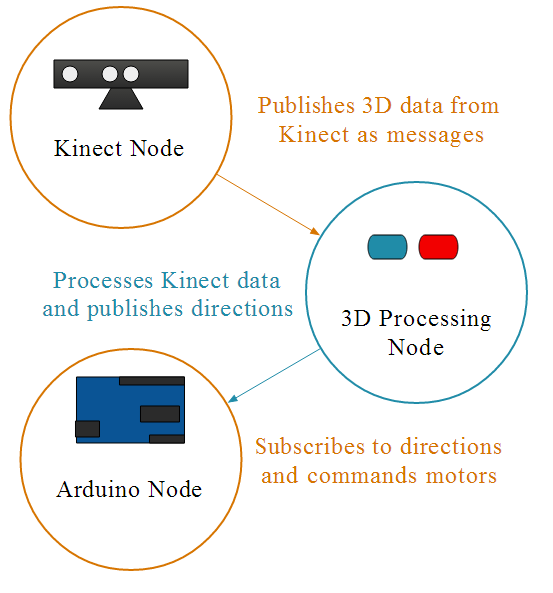 Kinect Node
Publishes 3D data from
Kinect as messages
Processes Kinect data
and publishes directions
3D Processing
Node
Arduino Node
Subscribes to directions
and commands motors